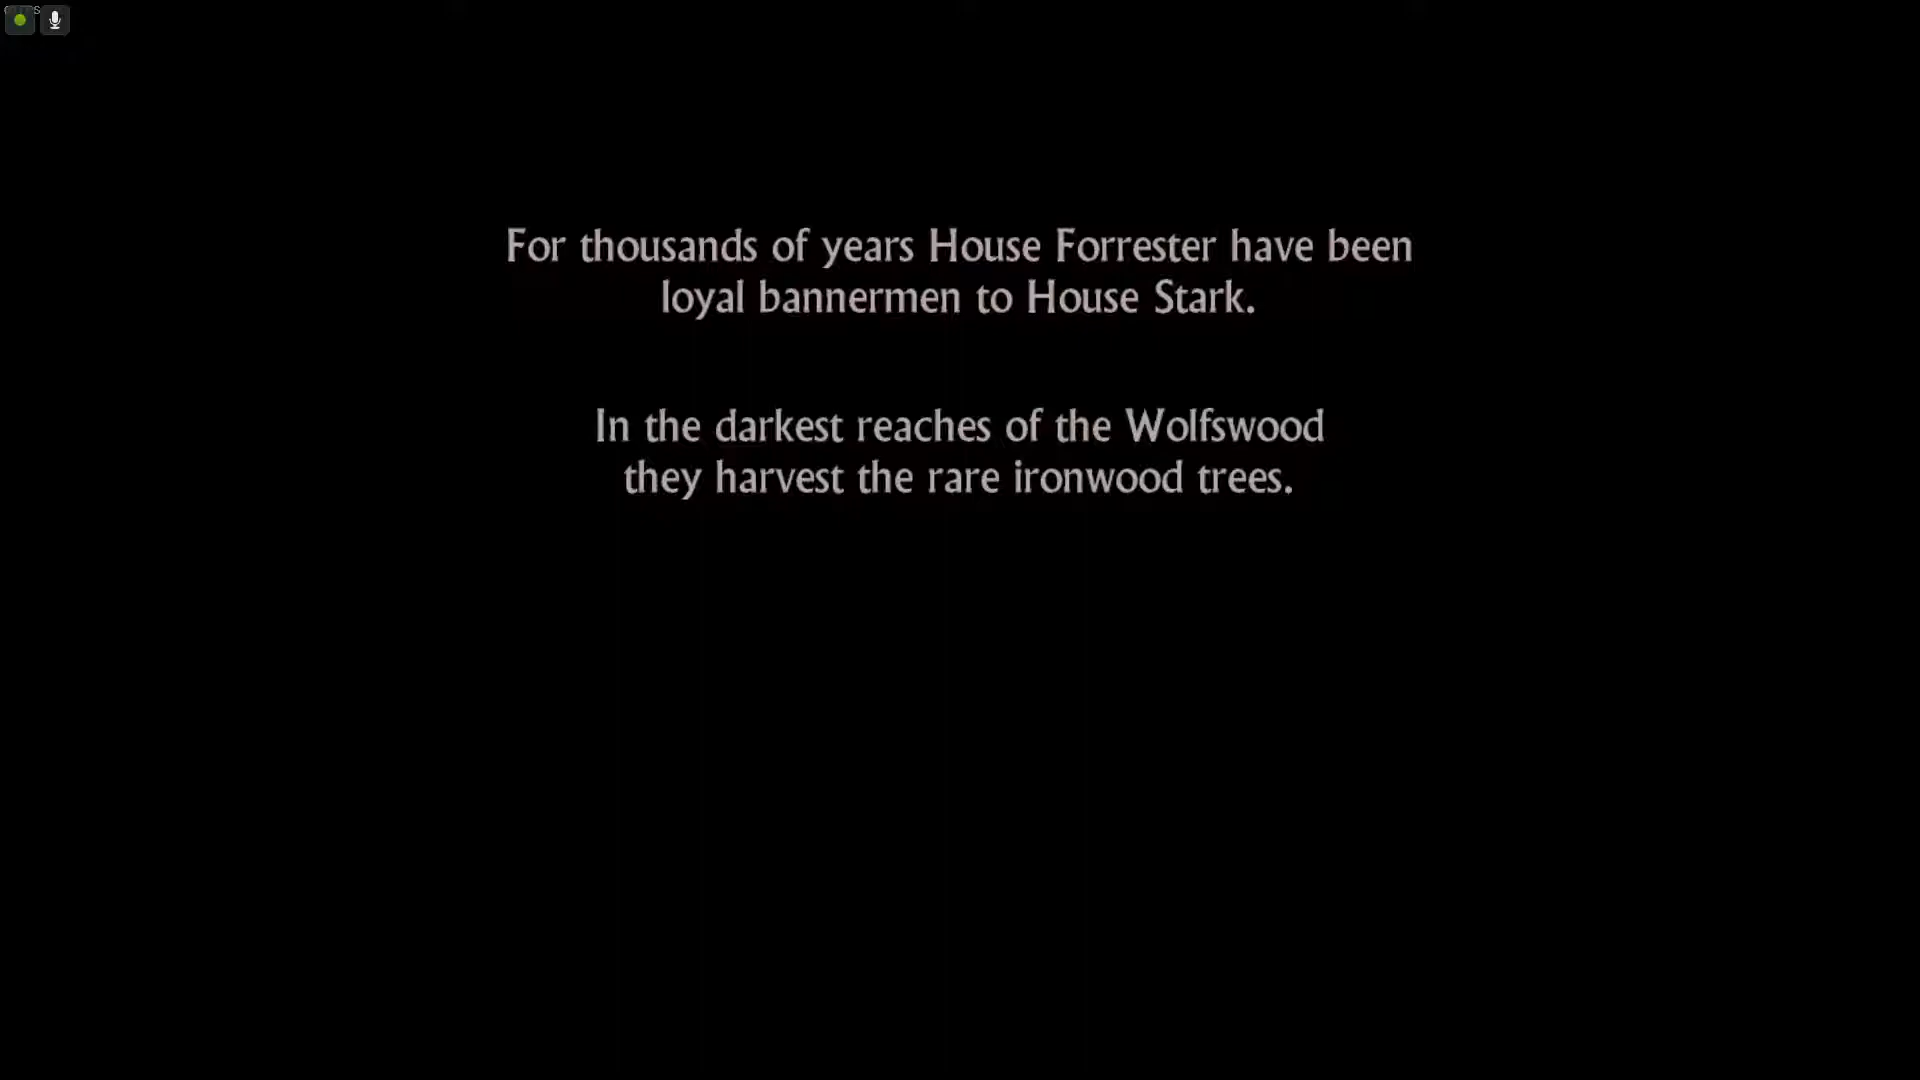 For thousands of years House Forrester have been
loyal bannermen to House Stark.
In the darkest reaches of the Wolfswood
they harvest the rare ironwood trees.